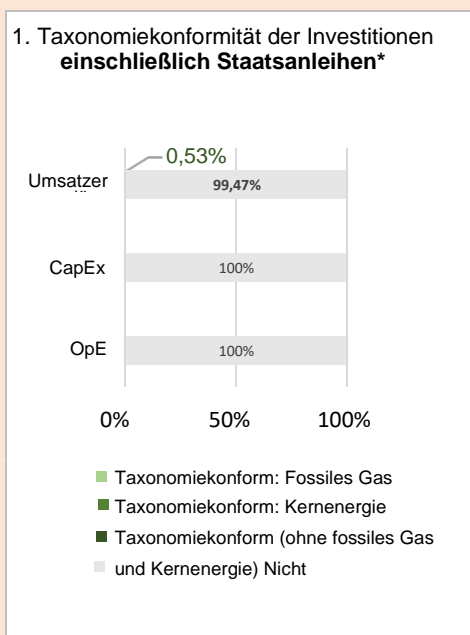 1. Taxonomiekonformität der Investitionen
einschließlich Staatsanleihen*
0,53%
Umsatzer
99,47%
CapEx
100%
OpE
100%
0% 50% 100%
Taxonomiekonform: Fossiles Gas
Taxonomiekonform: Kernenergie
Taxonomiekonform (ohne fossiles Gas
und Kernenergie) Nicht